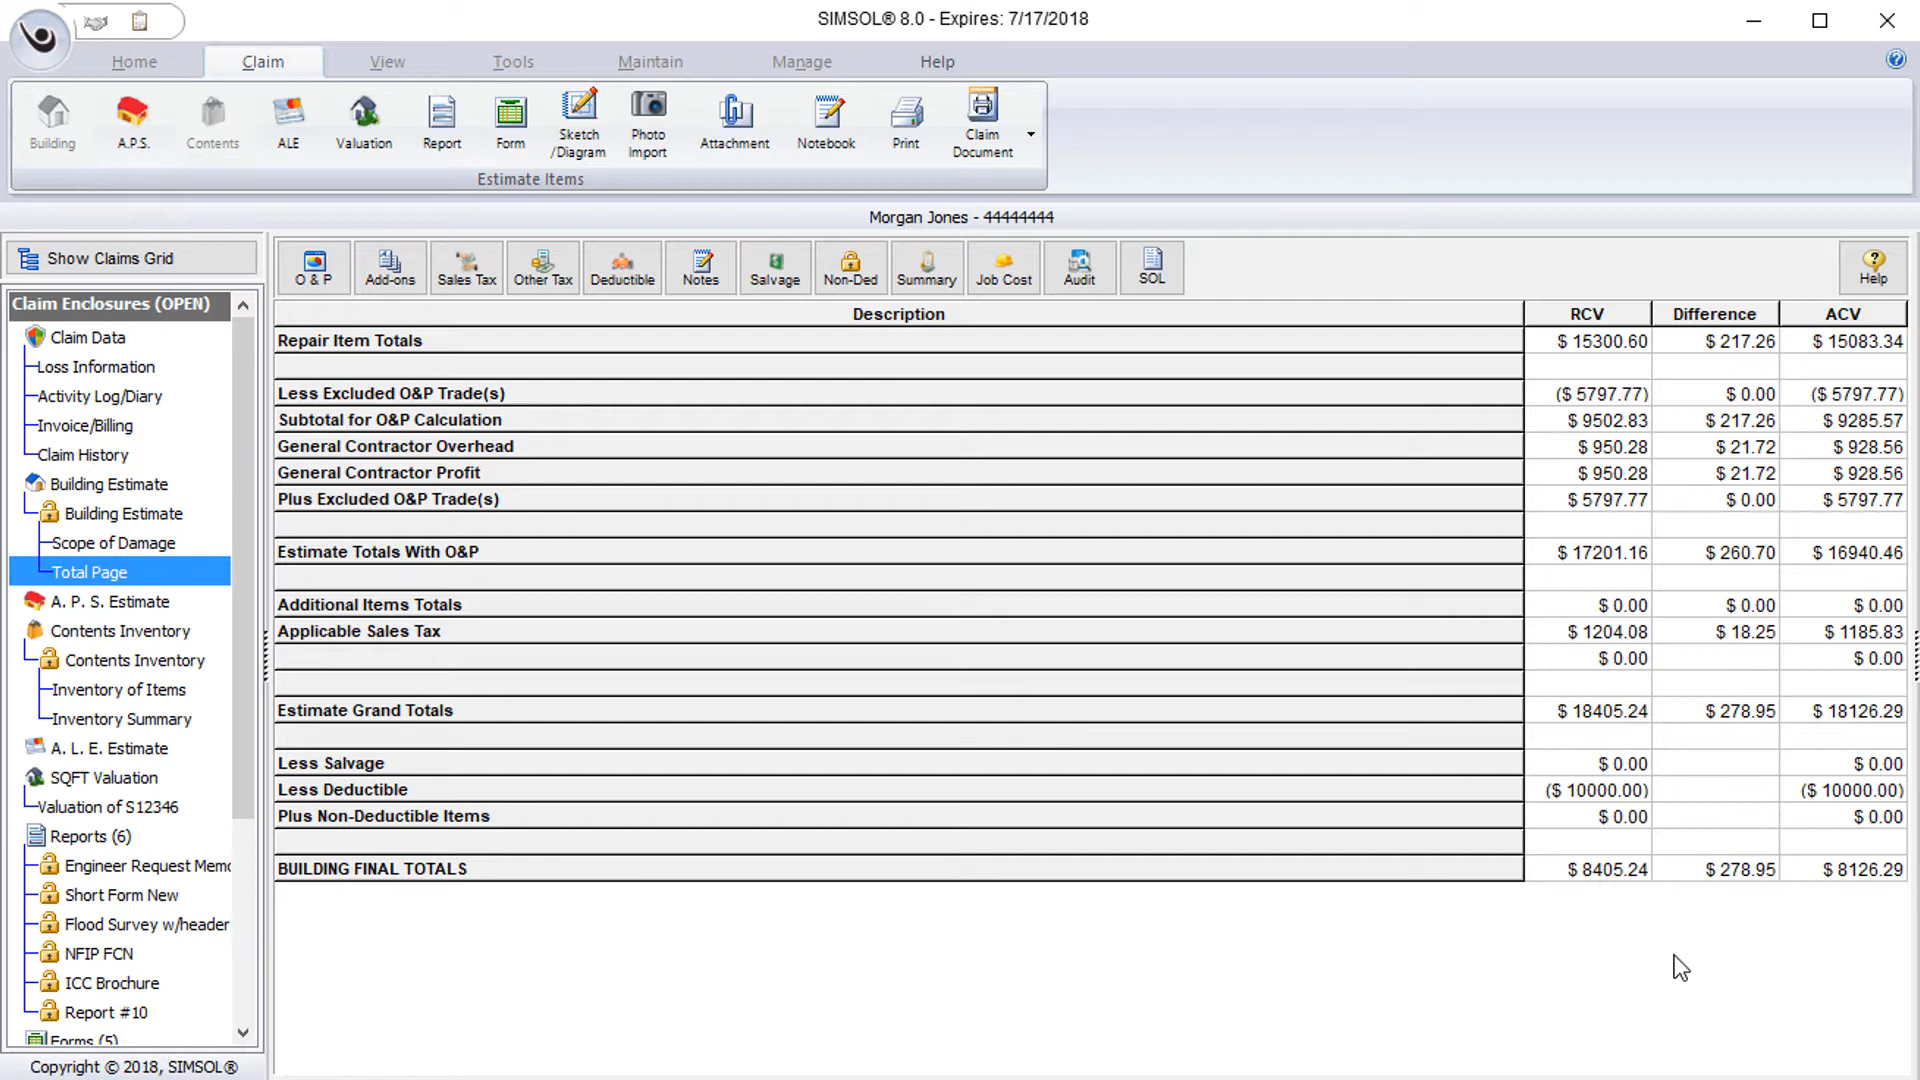 SIMSOL® 8.0 - Expires: 7/17/2018
Home Claim View Tools Maintain Manage Help
Building A.P.S. Contents ALE Valuation Report Form Sketch /Diagram Photo Import Attachment Notebook Print Claim Document
Estimate Items
Morgan Jones - 44444444
Show Claims Grid
O & P Add-ons Sales Tax Other Tax Deductible Notes Salvage Non-Ded Summary Job Cost Audit SOL Help
Claim Enclosures (OPEN)
Claim Data
Loss Information
Activity Log/Diary
Invoice/Billing
Claim History
Building Estimate
Building Estimate
Scope of Damage
Total Page
A. P. S. Estimate
Contents Inventory
Contents Inventory
Inventory of Items
Inventory Summary
A. L. E. Estimate
SQFT Valuation
Valuation of S12346
Reports (6)
Engineer Request Memo
Short Form New
Flood Survey w/header
NFIP FCN
ICC Brochure
Report #10
Forms (5)
Copyright © 2018, SIMSOL®
Description RCV Difference ACV
Repair Item Totals $ 15300.60 $ 217.26 $ 15083.34
Less Excluded O&P Trade(s) ($ 5797.77) $ 0.00 ($ 5797.77)
Subtotal for O&P Calculation $ 9502.83 $ 217.26 $ 9285.57
General Contractor Overhead $ 950.28 $ 21.72 $ 928.56
General Contractor Profit $ 950.28 $ 21.72 $ 928.56
Plus Excluded O&P Trade(s) $ 5797.77 $ 0.00 $ 5797.77
Estimate Totals With O&P $ 17201.16 $ 260.70 $ 16940.46
Additional Items Totals $ 0.00 $ 0.00 $ 0.00
Applicable Sales Tax $ 1204.08 $ 18.25 $ 1185.83
$ 0.00 $ 0.00
Estimate Grand Totals $ 18405.24 $ 278.95 $ 18126.29
Less Salvage $ 0.00 $ 0.00
Less Deductible ($ 10000.00) ($ 10000.00)
Plus Non-Deductible Items $ 0.00 $ 0.00
BUILDING FINAL TOTALS $ 8405.24 $ 278.95 $ 8126.29